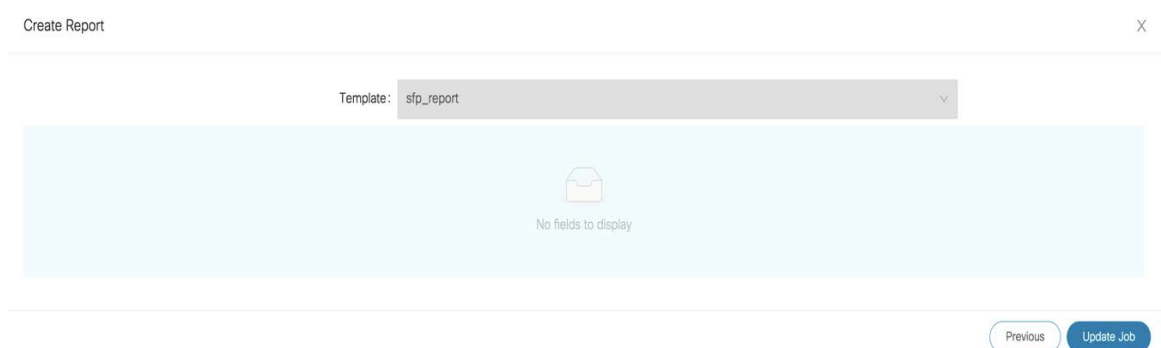 Create Report X
Template: sfp_report
No fields to display
Previous Update Job